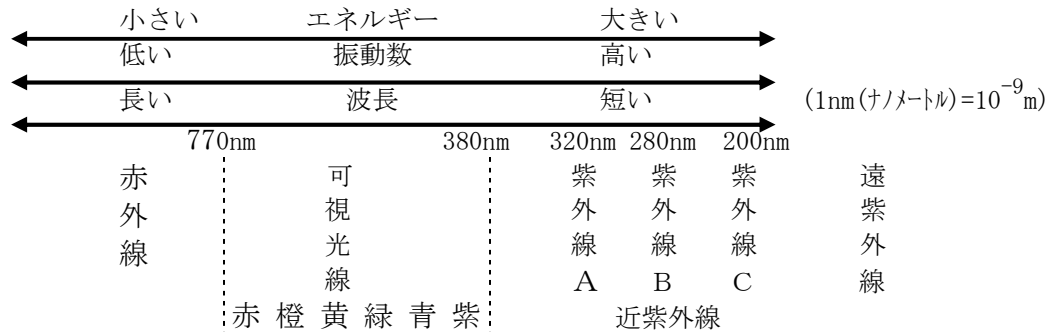 小さい エネルギー 大きい
低い 振動数 高い
長い 波長 短い (1nm(ナノメートル)=10⁻⁹m)
770nm 380nm 320nm 280nm 200nm
赤外線 可視光線 紫外線A 紫外線B 紫外線C 遠紫外線
赤 橙 黄 緑 青 紫 近紫外線